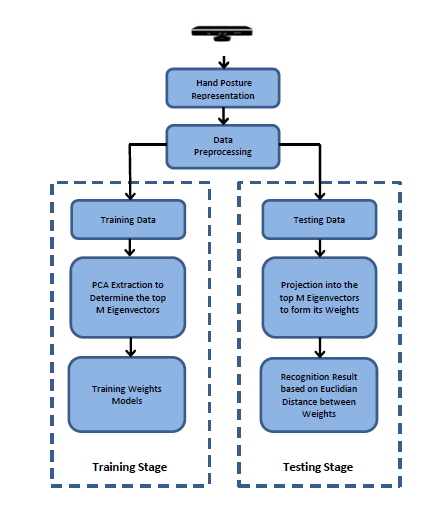 Hand Posture
Representation
Data
Preprocessing
Training Data
PCA Extraction to
Determine the top
M Eigenvectors
Training Weights
Models
Training Stage
Testing Data
Projection into the
top M Eigenvectors
to form its Weights
Recognition Result
based on Euclidian
Distance between
Weights
Testing Stage